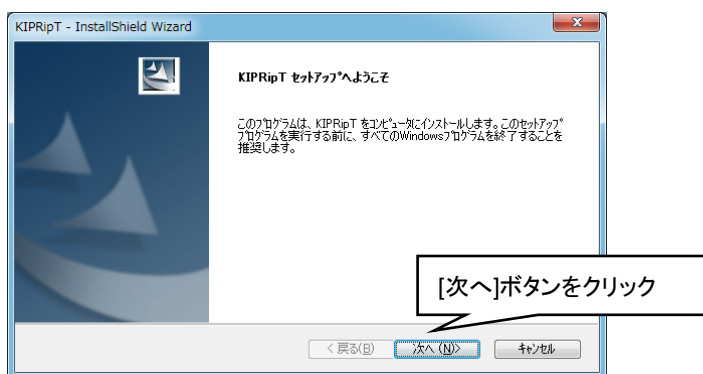 KIPRipT - InstallShield Wizard
KIPRipT ｾｯﾄｱｯﾌﾟへようこそ
このﾌﾟﾛｸﾞﾗﾑは、KIPRipT をｺﾝﾋﾟｭｰﾀにｲﾝｽﾄｰﾙします。このｾｯﾄｱｯﾌﾟ
ﾌﾟﾛｸﾞﾗﾑを実行する前に、すべてのWindowsﾌﾟﾛｸﾞﾗﾑを終了することを
推奨します。
[次へ]ボタンをクリック
< 戻る(B)
次へ (N)>
ｷｬﾝｾﾙ